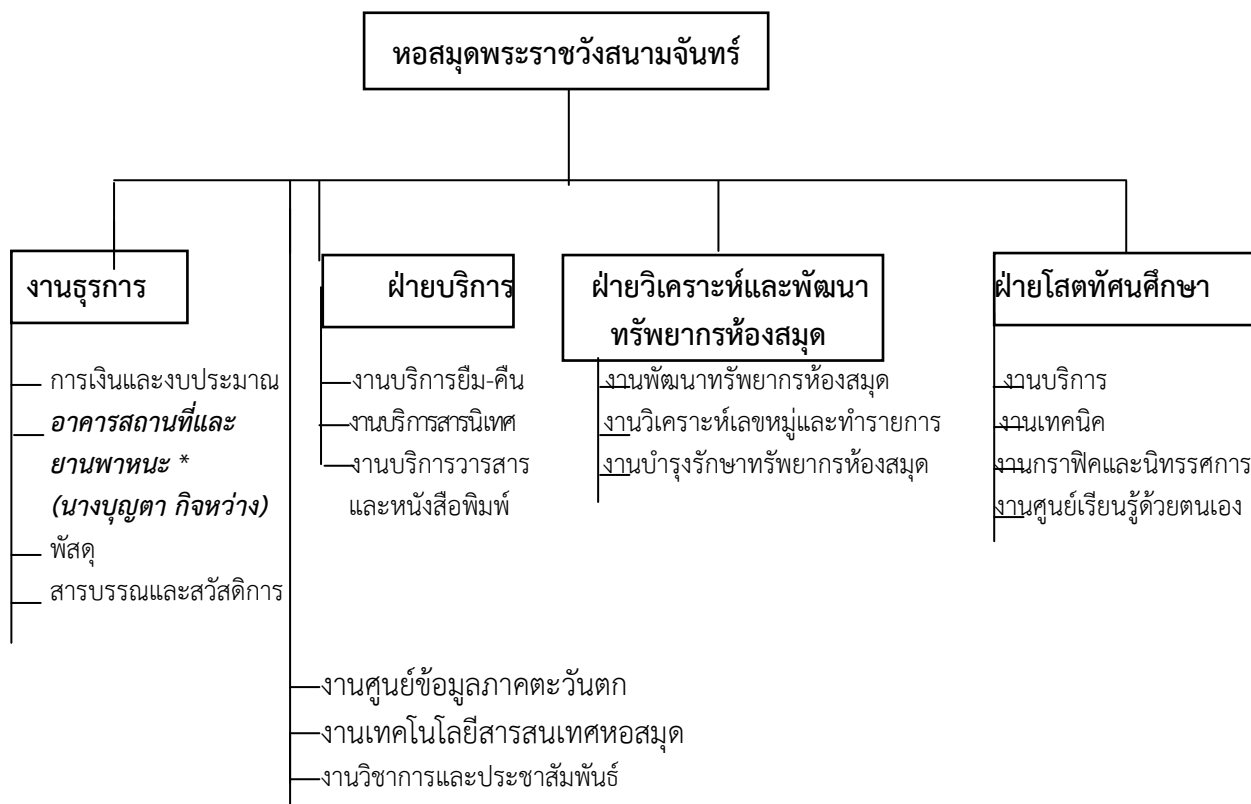 หอสมุดพระราชวังสนามจันทร์
งานธุรการ
การเงินและงบประมาณ
อาคารสถานที่และ
ยานพาหนะ *
(นางบุญตา กิจหว่าง)
พัสดุ
สารบรรณและสวัสดิการ
ฝ่ายบริการ
งานบริการยืม-คืน
งานบริการสารนิเทศ
งานบริการวารสาร
และหนังสือพิมพ์
ฝ่ายวิเคราะห์และพัฒนา
ทรัพยากรห้องสมุด
งานพัฒนาทรัพยากรห้องสมุด
งานวิเคราะห์เลขหมู่และทำรายการ
งานบำรุงรักษาทรัพยากรห้องสมุด
ฝ่ายโสตทัศนศึกษา
งานบริการ
งานเทคนิค
งานกราฟิคและนิทรรศการ
งานศูนย์เรียนรู้ด้วยตนเอง
งานศูนย์ข้อมูลภาคตะวันตก
งานเทคโนโลยีสารสนเทศหอสมุด
งานวิชาการและประชาสัมพันธ์